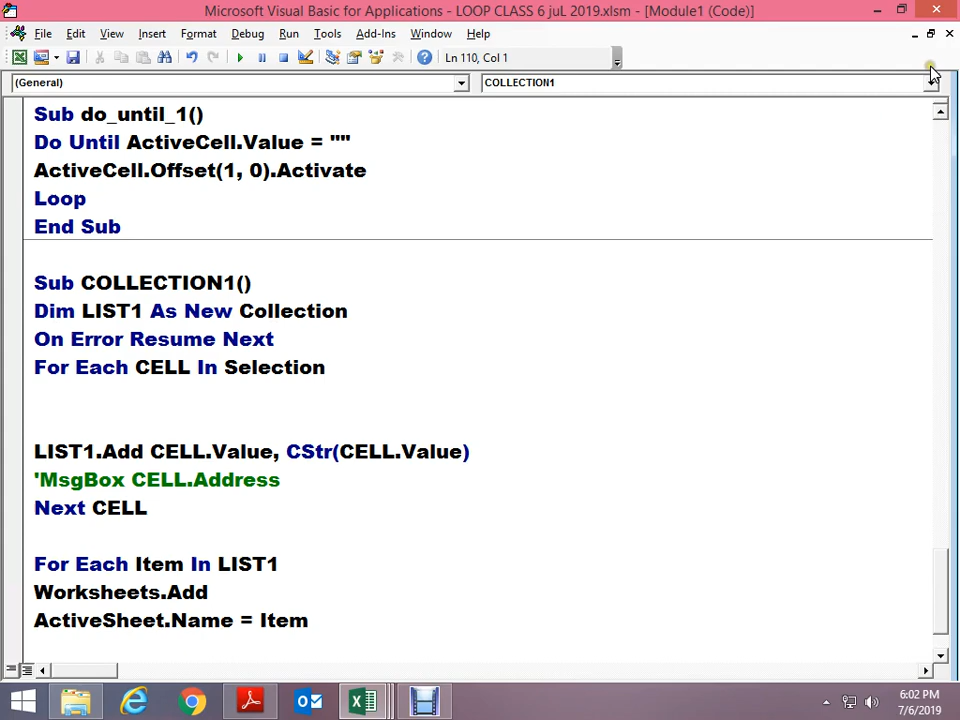 Microsoft Visual Basic for Applications - LOOP CLASS 6 juL 2019.xlsm - [Module1 (Code)]
File Edit View Insert Format Debug Run Tools Add-Ins Window Help
Ln 110, Col 1
(General) COLLECTION1
Sub do_until_1()
Do Until ActiveCell.Value = ""
ActiveCell.Offset(1, 0).Activate
Loop
End Sub
Sub COLLECTION1()
Dim LIST1 As New Collection
On Error Resume Next
For Each CELL In Selection
LIST1.Add CELL.Value, CStr(CELL.Value)
'MsgBox CELL.Address
Next CELL
For Each Item In LIST1
Worksheets.Add
ActiveSheet.Name = Item
6:02 PM
7/6/2019